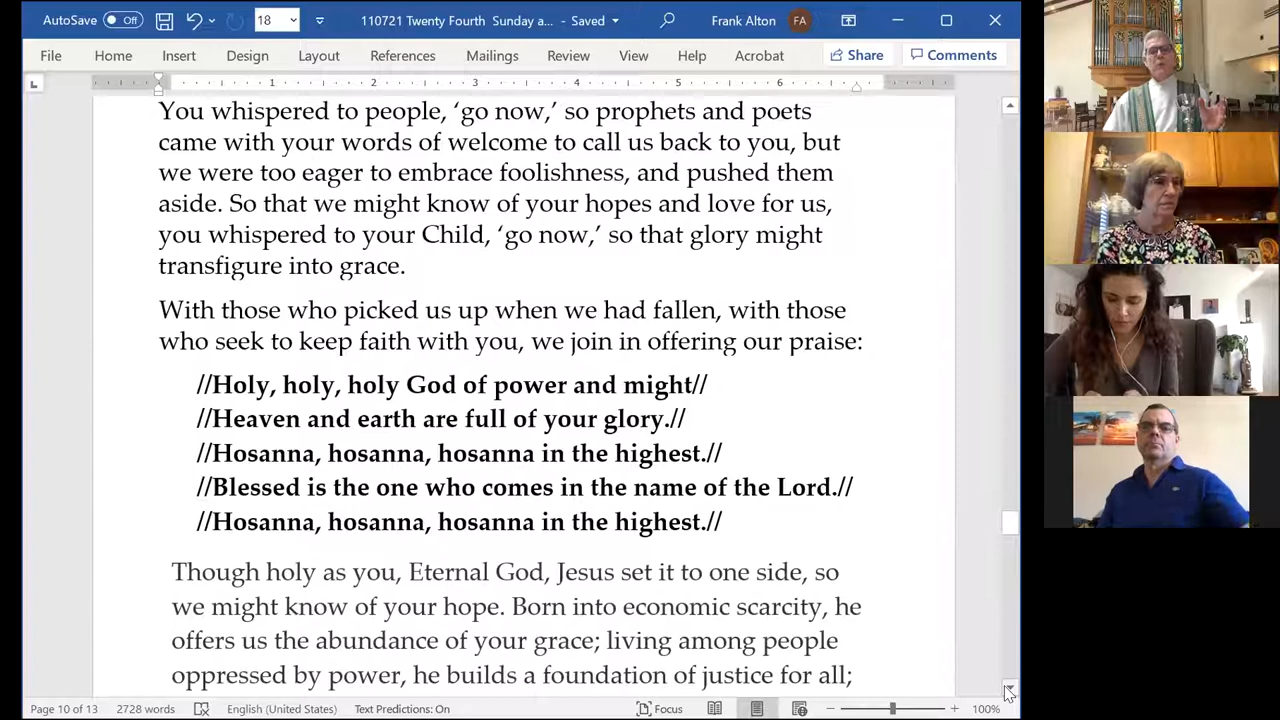 AutoSave Off 18 110721 Twenty Fourth Sunday a... - Saved Frank Alton FA
File Home Insert Design Layout References Mailings Review View Help Acrobat Share Comments
1 2 3 4 5 6
You whispered to people, ‘go now,’ so prophets and poets
came with your words of welcome to call us back to you, but
we were too eager to embrace foolishness, and pushed them
aside. So that we might know of your hopes and love for us,
you whispered to your Child, ‘go now,’ so that glory might
transfigure into grace.
With those who picked us up when we had fallen, with those
who seek to keep faith with you, we join in offering our praise:
//Holy, holy, holy God of power and might//
//Heaven and earth are full of your glory.//
//Hosanna, hosanna, hosanna in the highest.//
//Blessed is the one who comes in the name of the Lord.//
//Hosanna, hosanna, hosanna in the highest.//
Though holy as you, Eternal God, Jesus set it to one side, so
we might know of your hope. Born into economic scarcity, he
offers us the abundance of your grace; living among people
oppressed by power, he builds a foundation of justice for all;
Page 10 of 13 2728 words English (United States) Text Predictions: On Focus 100%